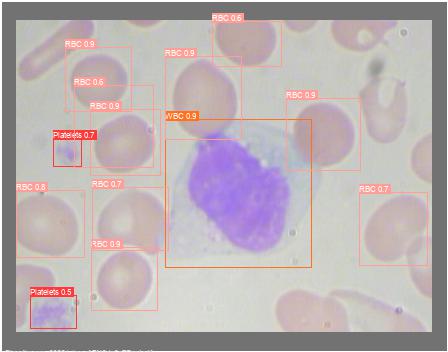 RBC 0.6
RBC 0.9
RBC 0.9
RBC 0.6
RBC 0.9
RBC 0.9
WBC 0.9
Platelets 0.7
RBC 0.8
RBC 0.7
RBC 0.7
RBC 0.9
Platelets 0.5